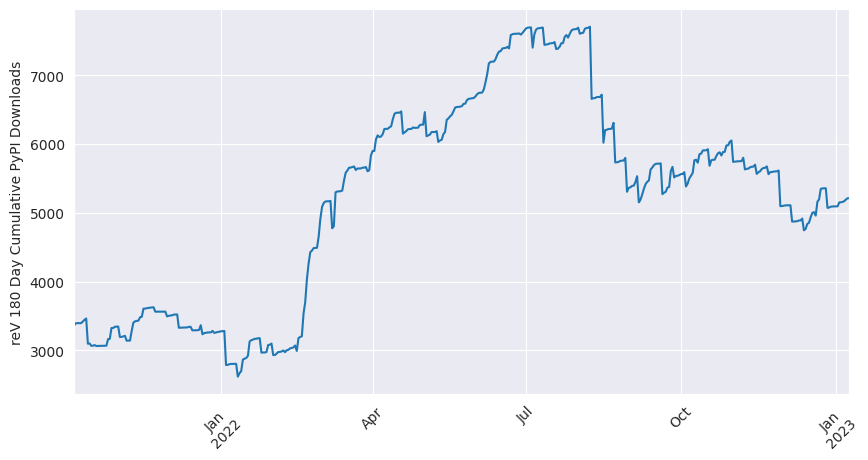 reV 180 Day Cumulative PyPI Downloads
7000
6000
5000
4000
3000
Jan
2022
Apr
Jul
Oct
Jan
2023